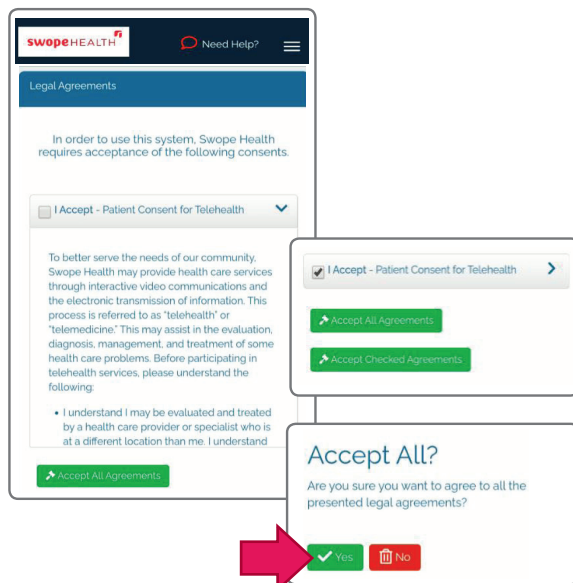 swopeHEALTH
Need Help?
Legal Agreements
In order to use this system, Swope Health
requires acceptance of the following consents.
I Accept - Patient Consent for Telehealth
To better serve the needs of our community,
Swope Health may provide health care services
through interactive video communications and
the electronic transmission of information. This
process is referred to as "telehealth" or
"telemedicine." This may assist in the evaluation,
diagnosis, management, and treatment of some
health care problems. Before participating in
telehealth services, please understand the
following:
• I understand I may be evaluated and treated
by a health care provider or specialist who is
at a different location than me. I understand
Accept All Agreements
I Accept - Patient Consent for Telehealth
Accept All Agreements
Accept Checked Agreements
Accept All?
Are you sure you want to agree to all the
presented legal agreements?
Yes
No